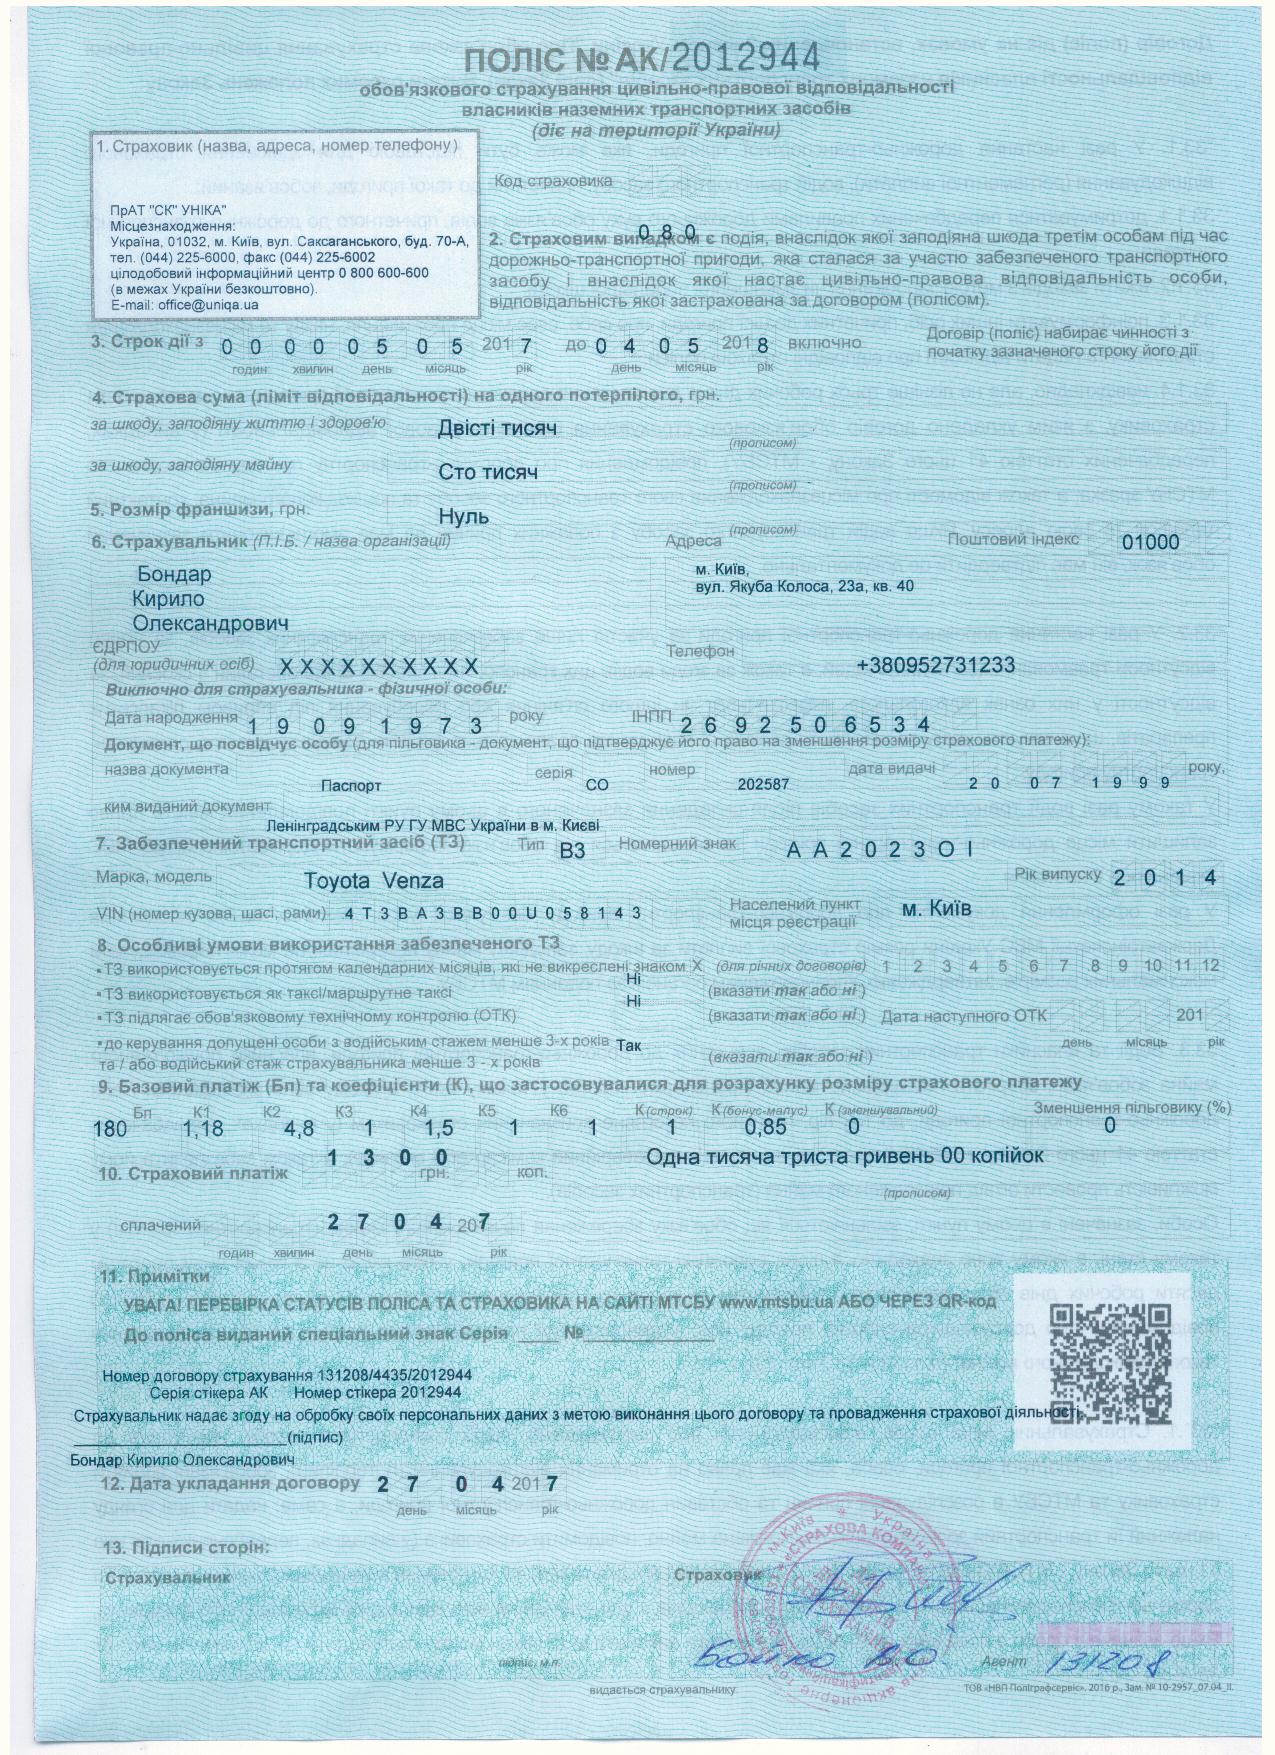 ПОЛІС № АК/2012944
обов'язкового страхування цивільно-правової відповідальності
власників наземних транспортних засобів
(діє на території України)
1. Страховик (назва, адреса, номер телефону)
ПрАТ "СК" УНІКА"
Місцезнаходження:
Україна, 01032, м. Київ, вул. Саксаганського, буд. 70-А,
тел. (044) 225-6000, факс (044) 225-6002
цілодобовий інформаційний центр 0 800 600-600
(в межах України безкоштовно).
E-mail: office@uniqa.ua
Код страховика
0 8 0
2. Страховим випадком є подія, внаслідок якої заподіяна шкода третім особам під час
дорожньо-транспортної пригоди, яка сталася за участю забезпеченого транспортного
засобу і внаслідок якої настає цивільно-правова відповідальність особи,
відповідальність якої застрахована за договором (полісом).
3. Строк дії з 0 0 0 0 0 5 0 5 2017 до 0 4 0 5 2018 включно
годин хвилин день місяць рік день місяць рік
Договір (поліс) набирає чинності з
початку зазначеного строку його дії
4. Страхова сума (ліміт відповідальності) на одного потерпілого, грн.
за шкоду, заподіяну життю і здоров'ю Двісті тисяч
(прописом)
за шкоду, заподіяну майну Сто тисяч
(прописом)
5. Розмір франшизи, грн. Нуль
(прописом)
6. Страхувальник (П.І.Б. / назва організації) Адреса Поштовий індекс 01000
Бондар
Кирило
Олександрович
м. Київ,
вул. Якуба Колоса, 23а, кв. 40
ЄДРПОУ
(для юридичних осіб) X X X X X X X X X X Телефон +380952731233
Виключно для страхувальника - фізичної особи:
Дата народження 1 9 0 9 1 9 7 3 року ІНПП 2 6 9 2 5 0 6 5 3 4
Документ, що посвідчує особу (для пільговика - документ, що підтверджує його право на зменшення розміру страхового платежу):
назва документа Паспорт серія СО номер 202587 дата видачі 2 0 0 7 1 9 9 9 року,
ким виданий документ
Ленінградським РУ ГУ МВС України в м. Києві
7. Забезпечений транспортний засіб (ТЗ) Тип B3 Номерний знак А А 2 0 2 3 О І
Марка, модель Toyota Venza Рік випуску 2 0 1 4
VIN (номер кузова, шасі, рами) 4 T 3 B A 3 B B 0 0 U 0 5 8 1 4 3 Населений пункт
місця реєстрації м. Київ
8. Особливі умови використання забезпеченого ТЗ
▪ ТЗ використовується протягом календарних місяців, які не викреслені знаком X (для річних договорів) 1 2 3 4 5 6 7 8 9 10 11 12
▪ ТЗ використовується як таксі/маршрутне таксі Ні (вказати так або ні )
▪ ТЗ підлягає обов'язковому технічному контролю (ОТК) Ні (вказати так або ні ) Дата наступного ОТК 201
▪ до керування допущені особи з водійським стажем менше 3-х років Так день місяць рік
та / або водійський стаж страхувальника менше 3 - х років (вказати так або ні )
9. Базовий платіж (Бп) та коефіцієнти (К), що застосовувалися для розрахунку розміру страхового платежу
Бп К1 К2 К3 К4 К5 К6 К (строк) К (бонус-малус) К (зменшувальний) Зменшення пільговику (%)
180 1,18 4,8 1 1,5 1 1 1 0,85 0 0
10. Страховий платіж 1 3 0 0 грн. коп. Одна тисяча триста гривень 00 копійок
(прописом)
сплачений 2 7 0 4 2017
годин хвилин день місяць рік
11. Примітки
УВАГА! ПЕРЕВІРКА СТАТУСІВ ПОЛІСА ТА СТРАХОВИКА НА САЙТІ МТСБУ www.mtsbu.ua АБО ЧЕРЕЗ QR-код
До поліса виданий спеціальний знак Серія ____ № ____________
Номер договору страхування 131208/4435/2012944
Серія стікера АК Номер стікера 2012944
Страхувальник надає згоду на обробку своїх персональних даних з метою виконання цього договору та провадження страхової діяльності.
____________________________(підпис)
Бондар Кирило Олександрович
12. Дата укладання договору 2 7 0 4 2017
день місяць рік
13. Підписи сторін:
Страхувальник Страховик
Бойко В О Агент 131208
підпис, м.п.
видається страхувальнику
ТОВ «НВП Поліграфсервіс», 2016 р., Зам. № 10-2957_07.04_ІІ.